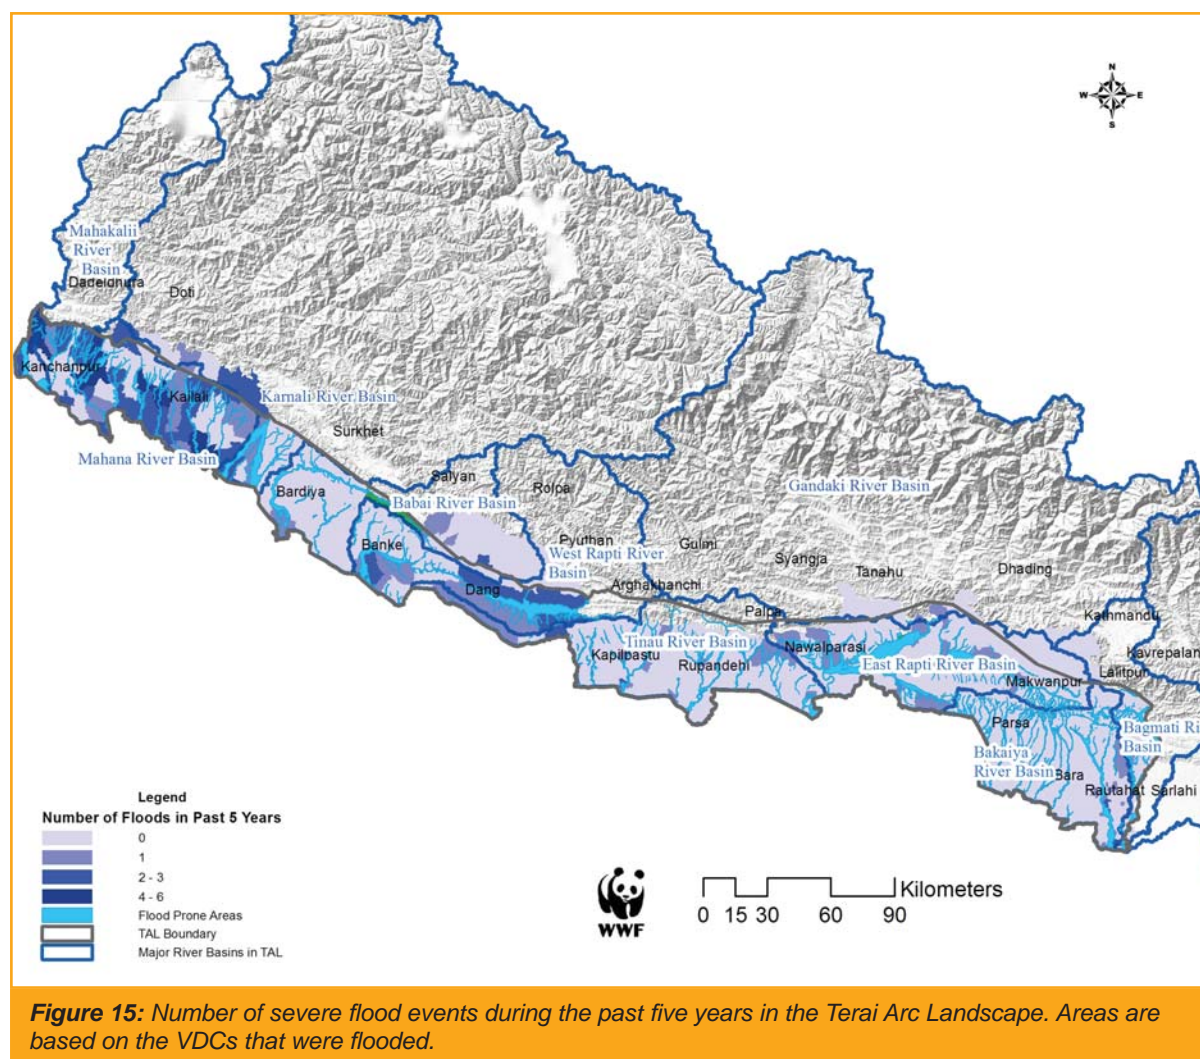 N
W
E
S
Mahakalii
River
Basin
Dadeldhura
Doti
Kanchanpur
Kailali
Karnali River Basin
Surkhet
Mahana River Basin
Bardiya
Salyan
Rolpa
Babai River Basin
Gandaki River Basin
Banke
Pyuthan
Gulmi
West Rapti River
Basin
Syangja
Tanahu
Dhading
Dang
Arghakhanchi
Palpa
Kathmandu
Tinau River Basin
Nawalparasi
Kapilbastu
Rupandehi
East Rapti River Basin
Kavrepalan
Lalitpur
Makwanpur
Parsa
Bagmati Ri
Basin
Bakaiya
River Basin
Bara
Rautahat
Sarlahi
Legend
Number of Floods in Past 5 Years
0
1
2 - 3
4 - 6
Flood Prone Areas
TAL Boundary
Major River Basins in TAL
WWF
Kilometers
0 15 30 60 90
Figure 15: Number of severe flood events during the past five years in the Terai Arc Landscape. Areas are
based on the VDCs that were flooded.